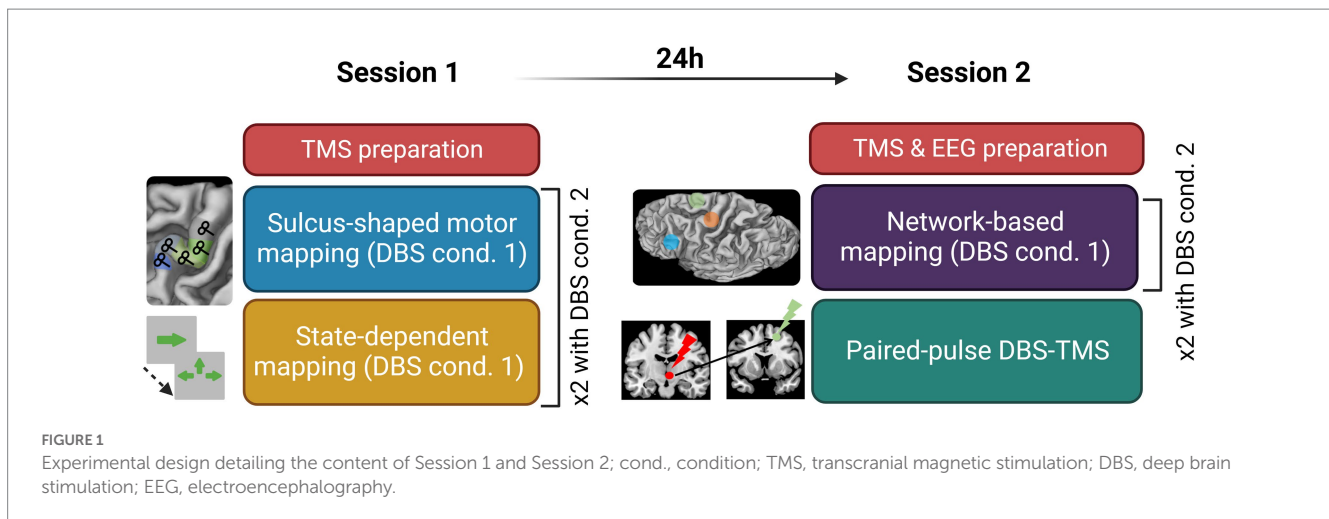 Session 1
24h
Session 2
TMS preparation
Sulcus-shaped motor
mapping (DBS cond. 1)
State-dependent
mapping (DBS cond. 1)
x2 with DBS cond. 2
TMS & EEG preparation
Network-based
mapping (DBS cond. 1)
Paired-pulse DBS-TMS
x2 with DBS cond. 2
FIGURE 1
Experimental design detailing the content of Session 1 and Session 2; cond., condition; TMS, transcranial magnetic stimulation; DBS, deep brain
stimulation; EEG, electroencephalography.